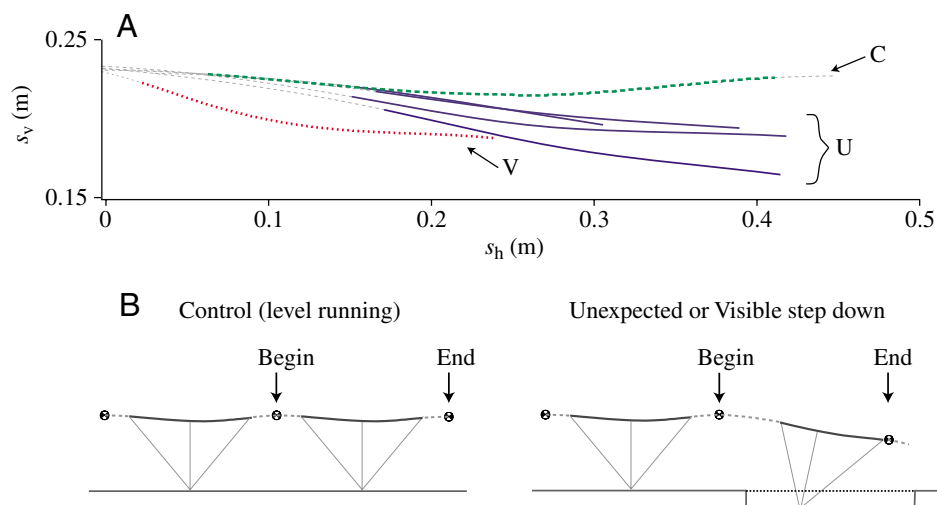 A
0.25
0.15
s_v (m)
C
U
V
0 0.1 0.2 0.3 0.4 0.5
s_h (m)
B
Control (level running) Unexpected or Visible step down
Begin End Begin End